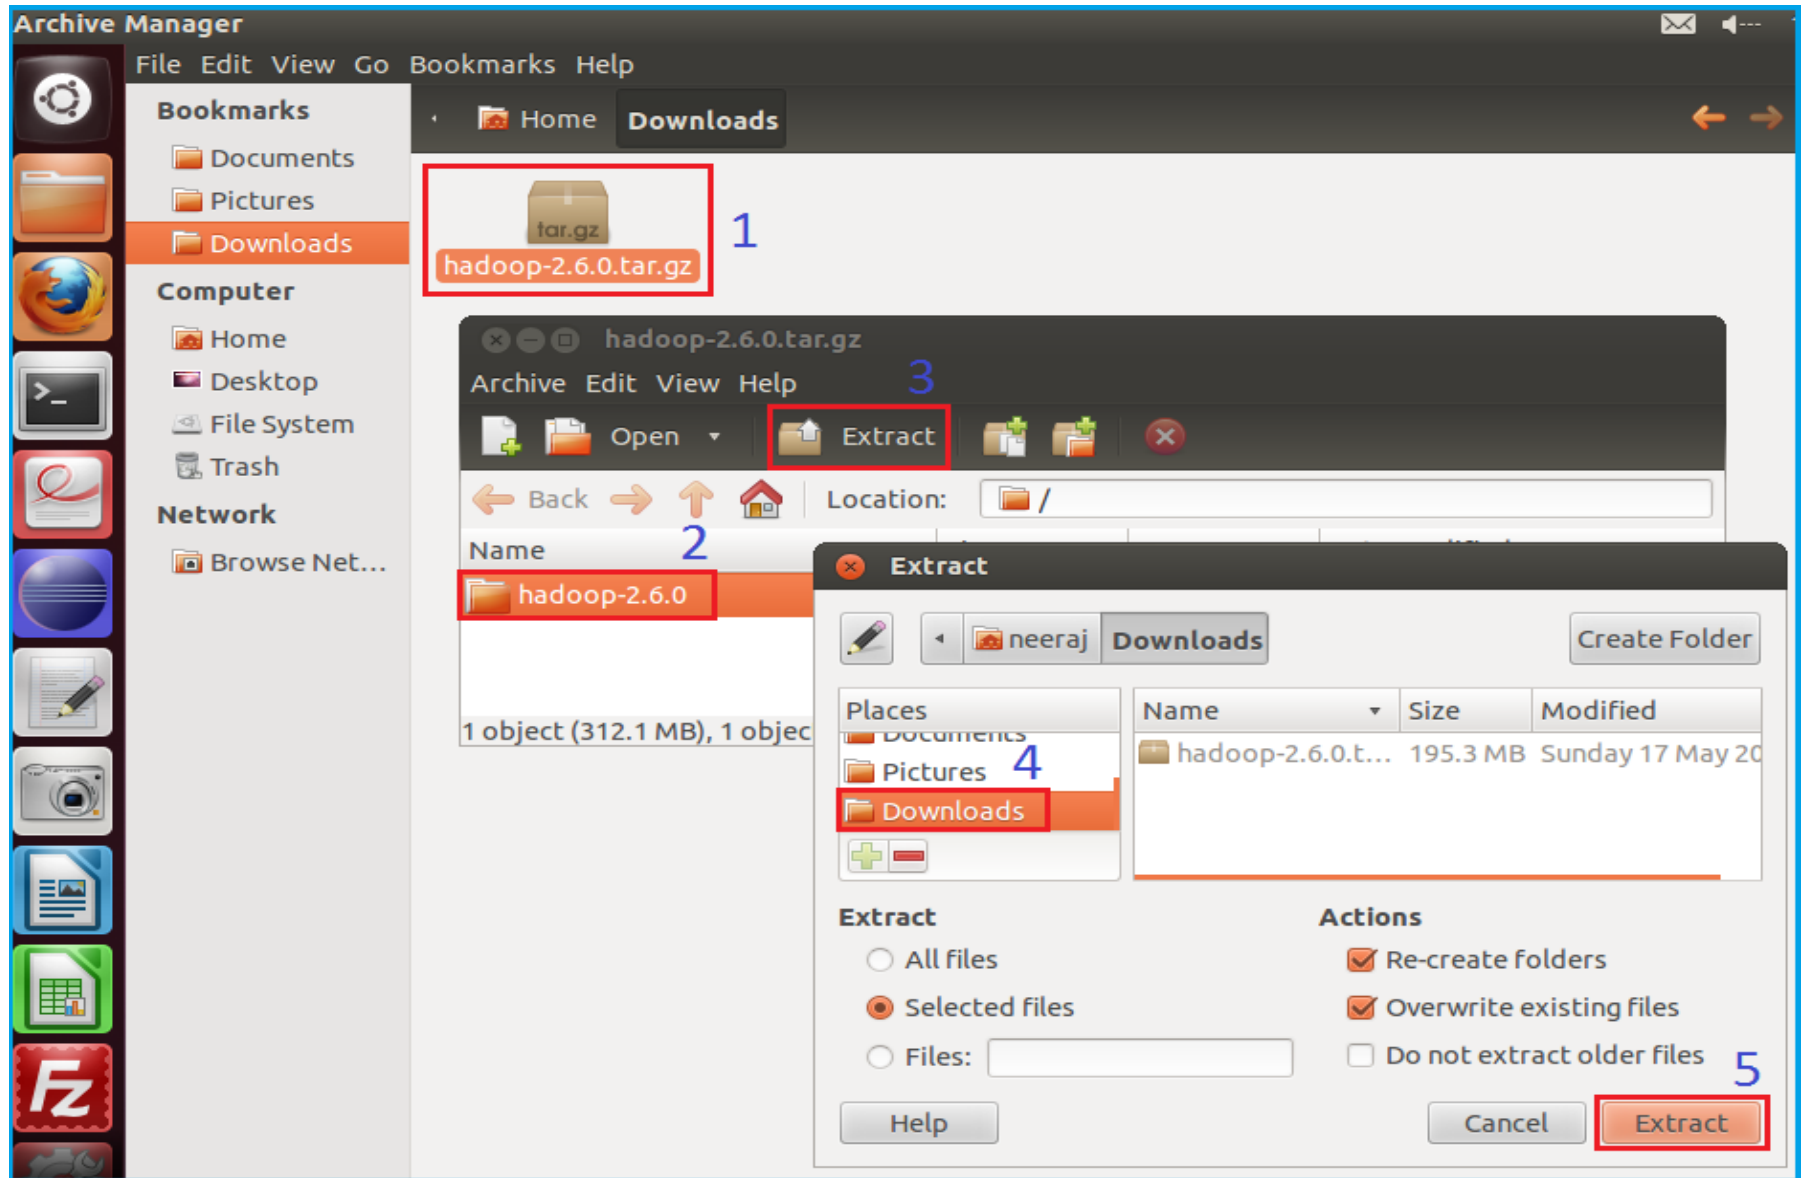 Archive Manager
File Edit View Go Bookmarks Help
Bookmarks
Documents
Pictures
Downloads
Computer
Home
Desktop
File System
Trash
Network
Browse Net...
Home Downloads
tar.gz
hadoop-2.6.0.tar.gz
1
hadoop-2.6.0.tar.gz
Archive Edit View Help
3
Open Extract
Back Location: /
2
Name
hadoop-2.6.0
1 object (312.1 MB), 1 objec
Extract
neeraj Downloads Create Folder
Places
Documents
Pictures
4
Downloads
Name Size Modified
hadoop-2.6.0.t... 195.3 MB Sunday 17 May 20
Extract
All files
Selected files
Files:
Actions
Re-create folders
Overwrite existing files
Do not extract older files
5
Help Cancel Extract
Fz